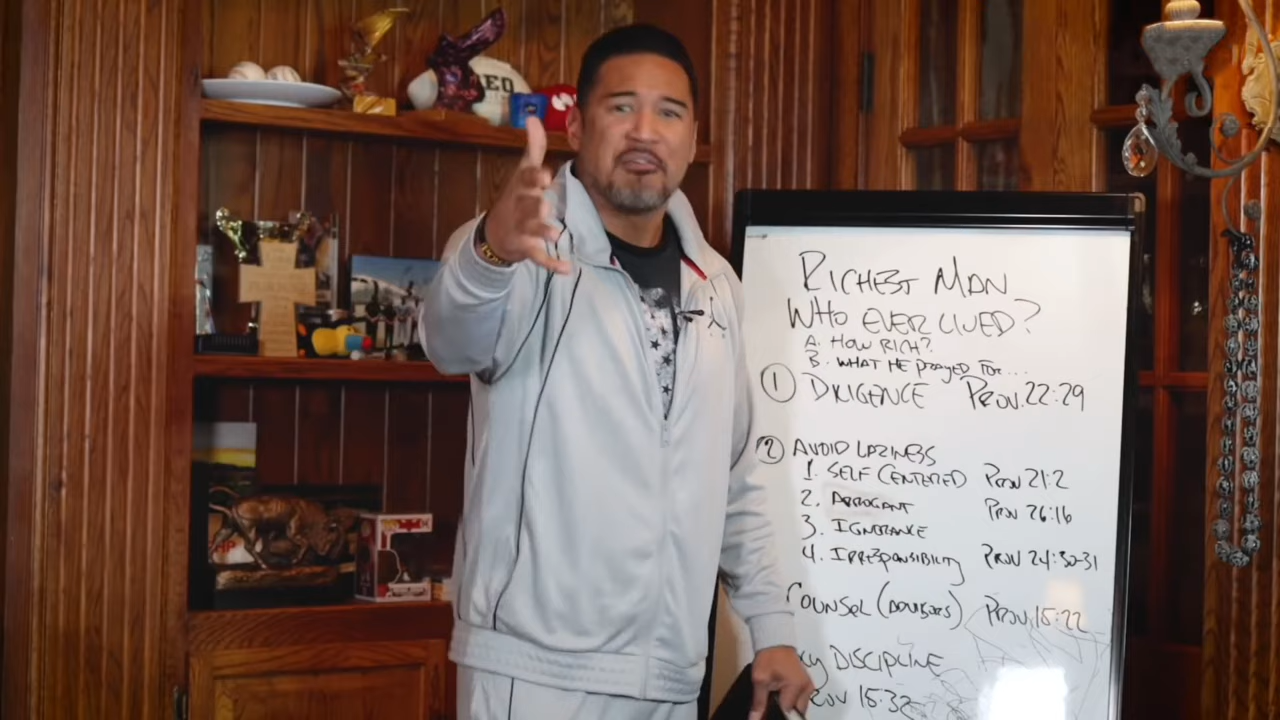 RICHEST MAN
WHO EVER LIVED?
A. HOW RICH?
B. WHAT HE PRAYED FOR...
① DILIGENCE PROV. 22:29
② AVOID LAZINESS
1. SELF CENTERED PROV 21:2
2. ARROGANT PROV 26:16
3. IGNORANCE
4. IRRESPONSIBILITY PROV 24:30-31
COUNSEL (ADVISORS) PROV. 15:22
DISCIPLINE
PROV 15:32
EO